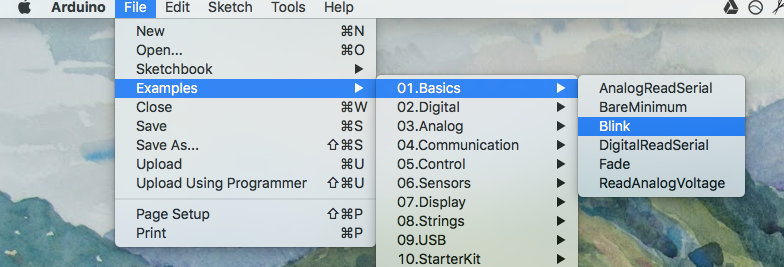 Arduino File Edit Sketch Tools Help
New ⌘N
Open... ⌘O
Sketchbook
Examples
Close ⌘W
Save ⌘S
Save As... ⇧⌘S
Upload ⌘U
Upload Using Programmer ⇧⌘U
Page Setup ⇧⌘P
Print ⌘P
01.Basics
02.Digital
03.Analog
04.Communication
05.Control
06.Sensors
07.Display
08.Strings
09.USB
10.StarterKit
AnalogReadSerial
BareMinimum
Blink
DigitalReadSerial
Fade
ReadAnalogVoltage